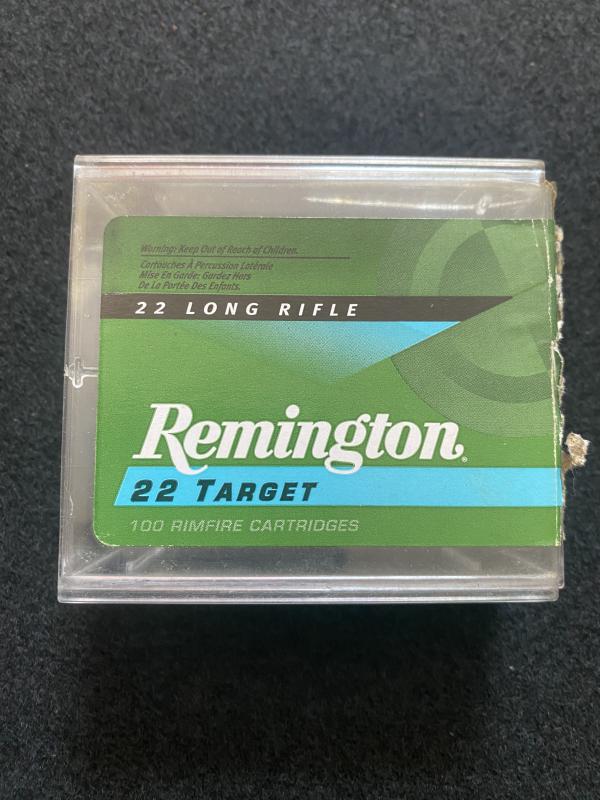 Warning: Keep Out of Reach of Children.
Cartouches À Percussion Latérale
Mise En Garde: Gardez Hors
De La Portée Des Enfants.
22 LONG RIFLE
Remington®
22 TARGET
100 RIMFIRE CARTRIDGES